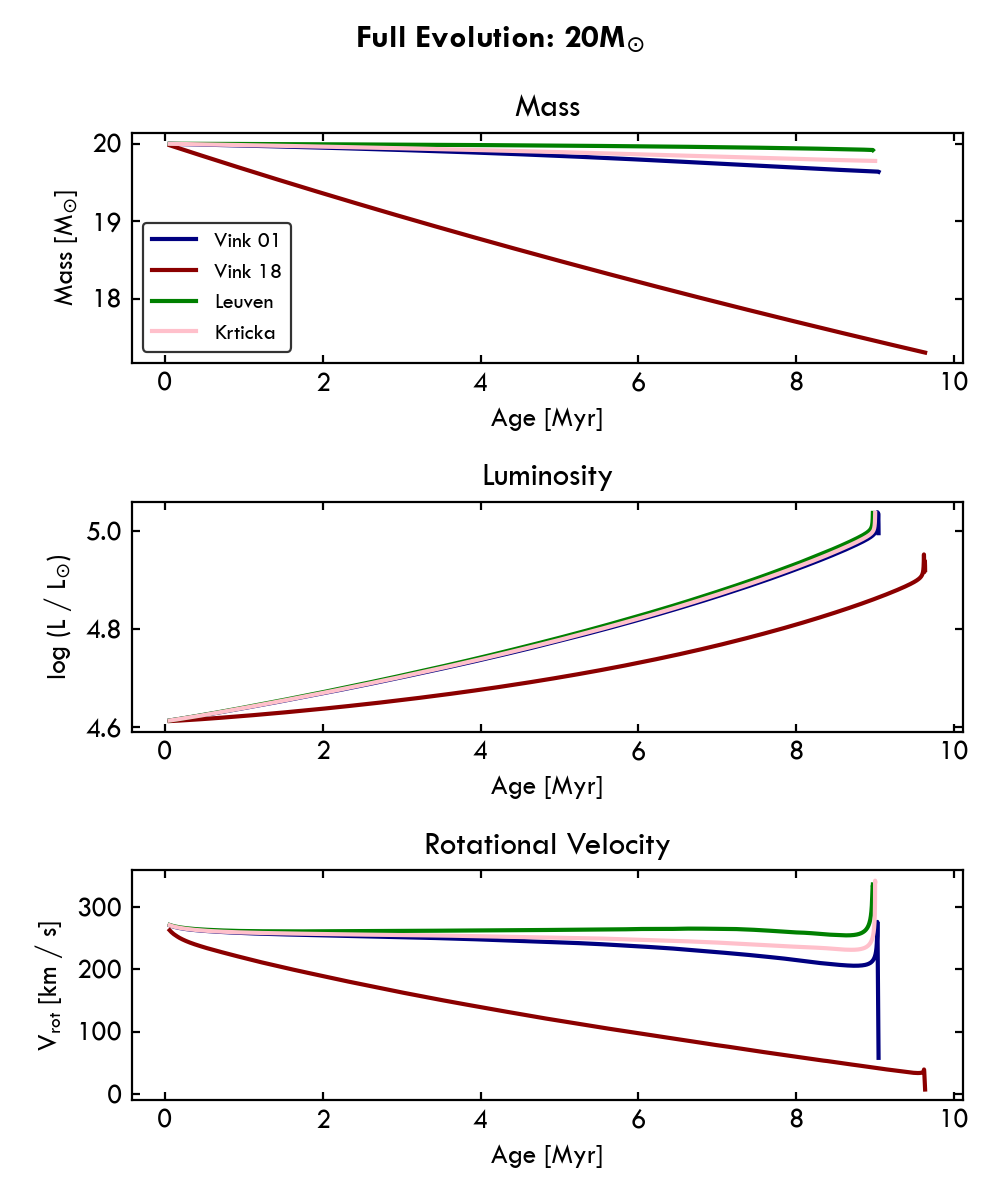 Full Evolution: 20M☉
Mass
20
19
18
Mass [M☉]
Vink 01
Vink 18
Leuven
Krticka
0 2 4 6 8 10
Age [Myr]
Luminosity
5.0
4.8
4.6
log (L / L☉)
0 2 4 6 8 10
Age [Myr]
Rotational Velocity
300
200
100
0
Vrot [km / s]
0 2 4 6 8 10
Age [Myr]